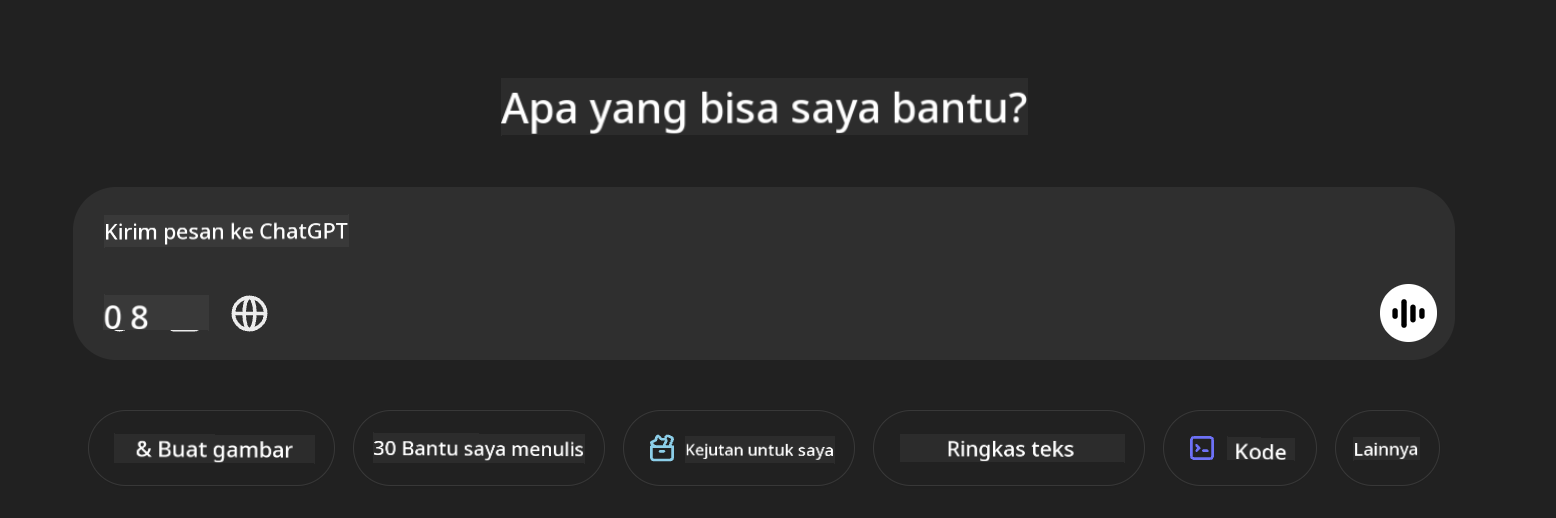 Apa yang bisa saya bantu?
Kirim pesan ke ChatGPT
0 8
& Buat gambar
30 Bantu saya menulis
Kejutan untuk saya
Ringkas teks
Kode
Lainnya